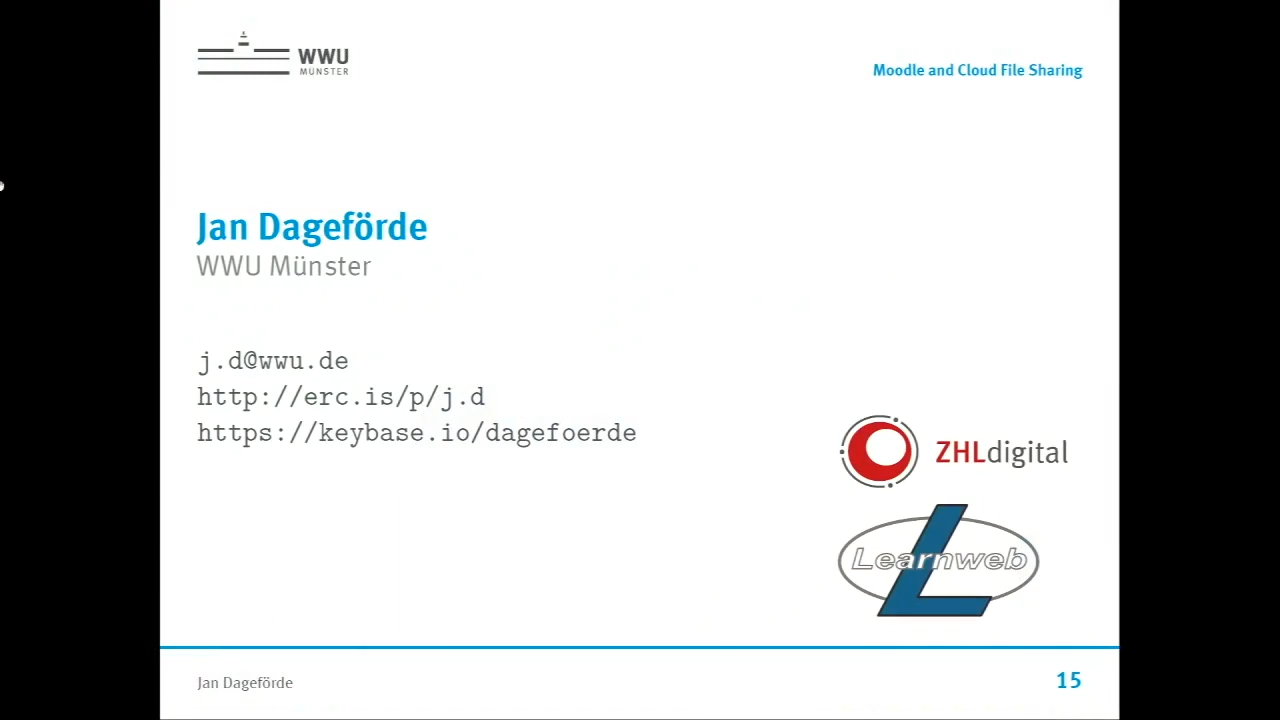 WWU
MÜNSTER
Moodle and Cloud File Sharing
Jan Dageförde
WWU Münster
j.d@wwu.de
http://erc.is/p/j.d
https://keybase.io/dagefoerde
ZHLdigital
Learnweb
Jan Dageförde
15